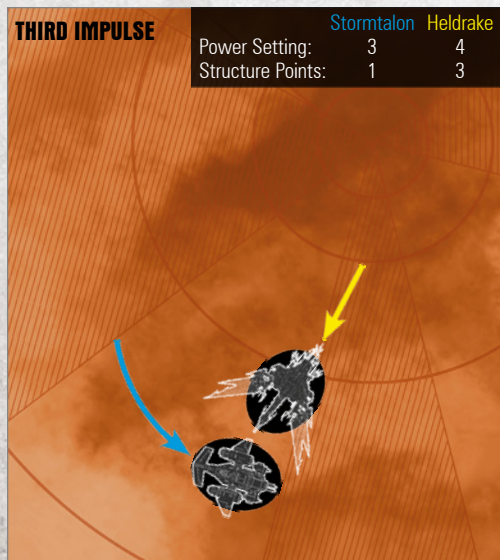 THIRD IMPULSE
Stormtalon Heldrake
Power Setting: 3 4
Structure Points: 1 3